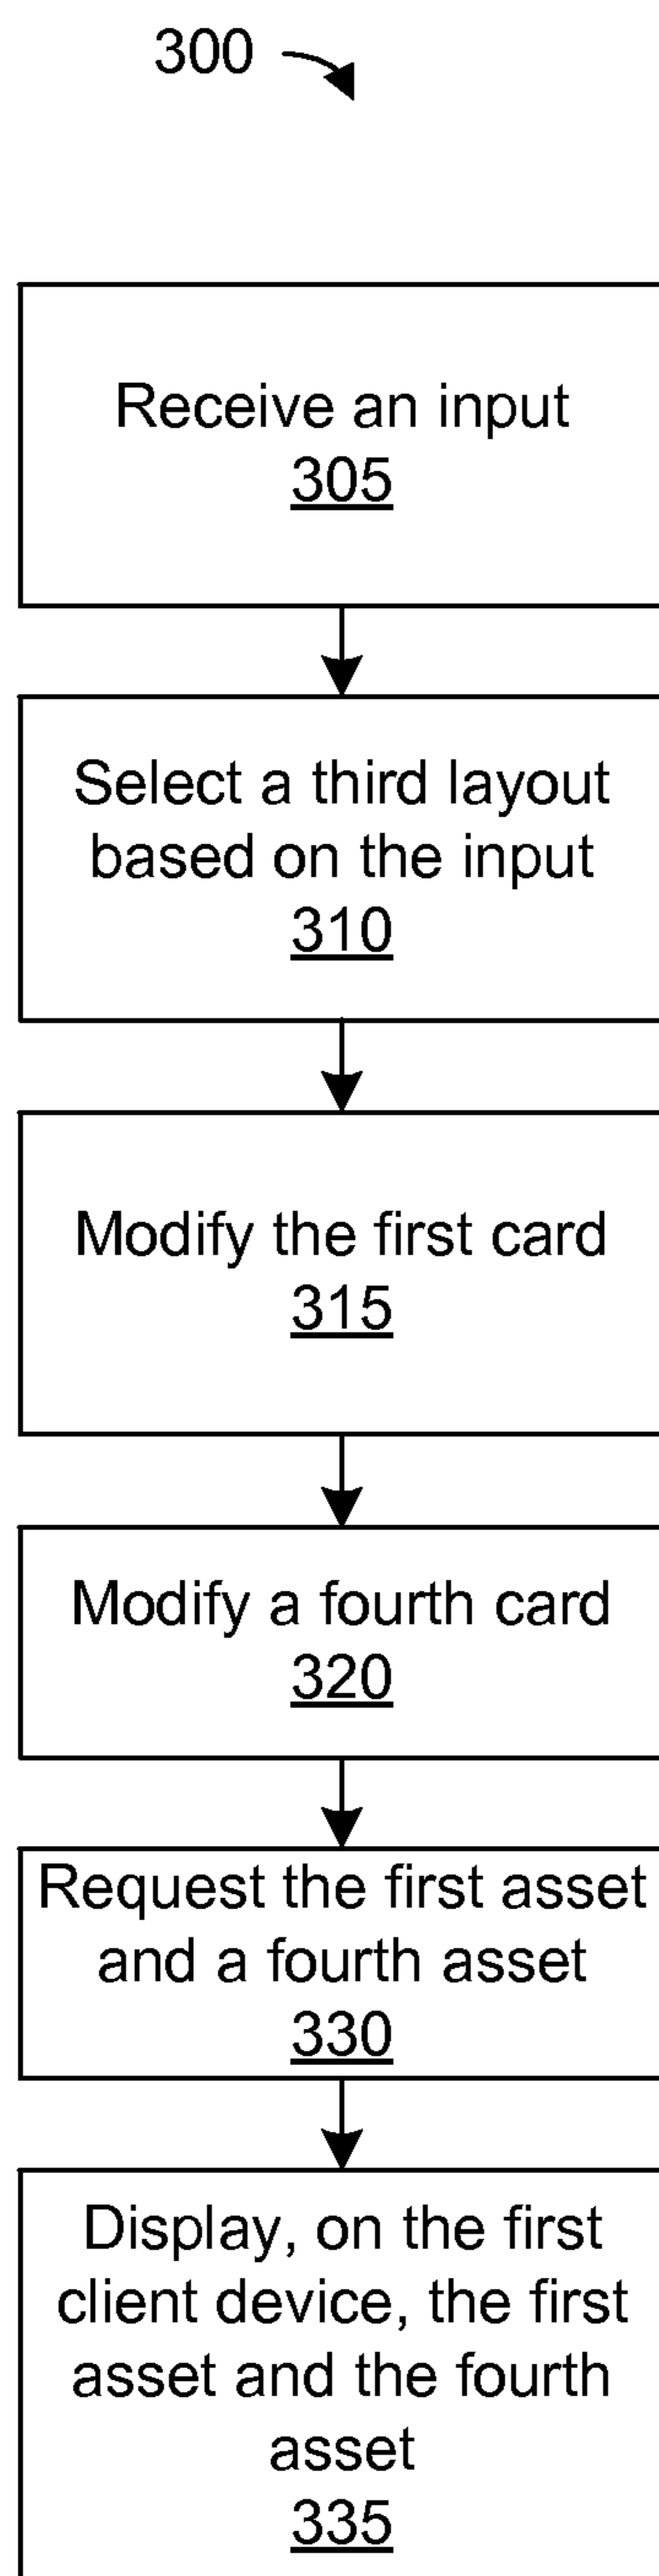 300
Receive an input
305
Select a third layout
based on the input
310
Modify the first card
315
Modify a fourth card
320
Request the first asset
and a fourth asset
330
Display, on the first
client device, the first
asset and the fourth
asset
335